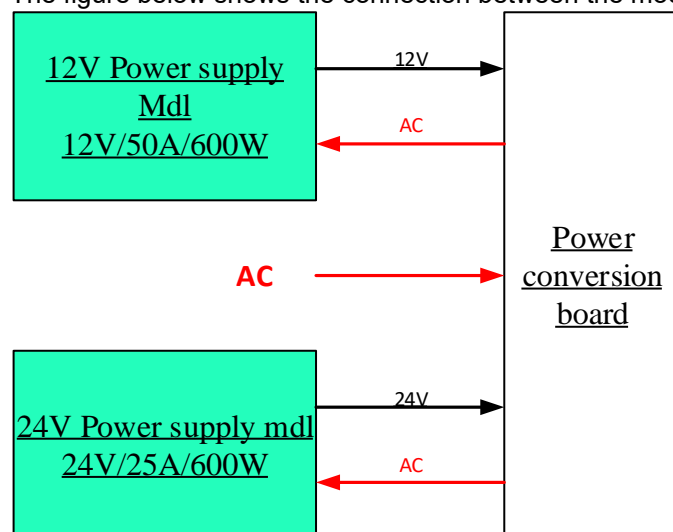 The figure below shows the connection between the
12V Power supply
Mdl
12V/50A/600W
12V
AC
AC
Power
conversion
board
24V Power supply mdl
24V/25A/600W
24V
AC